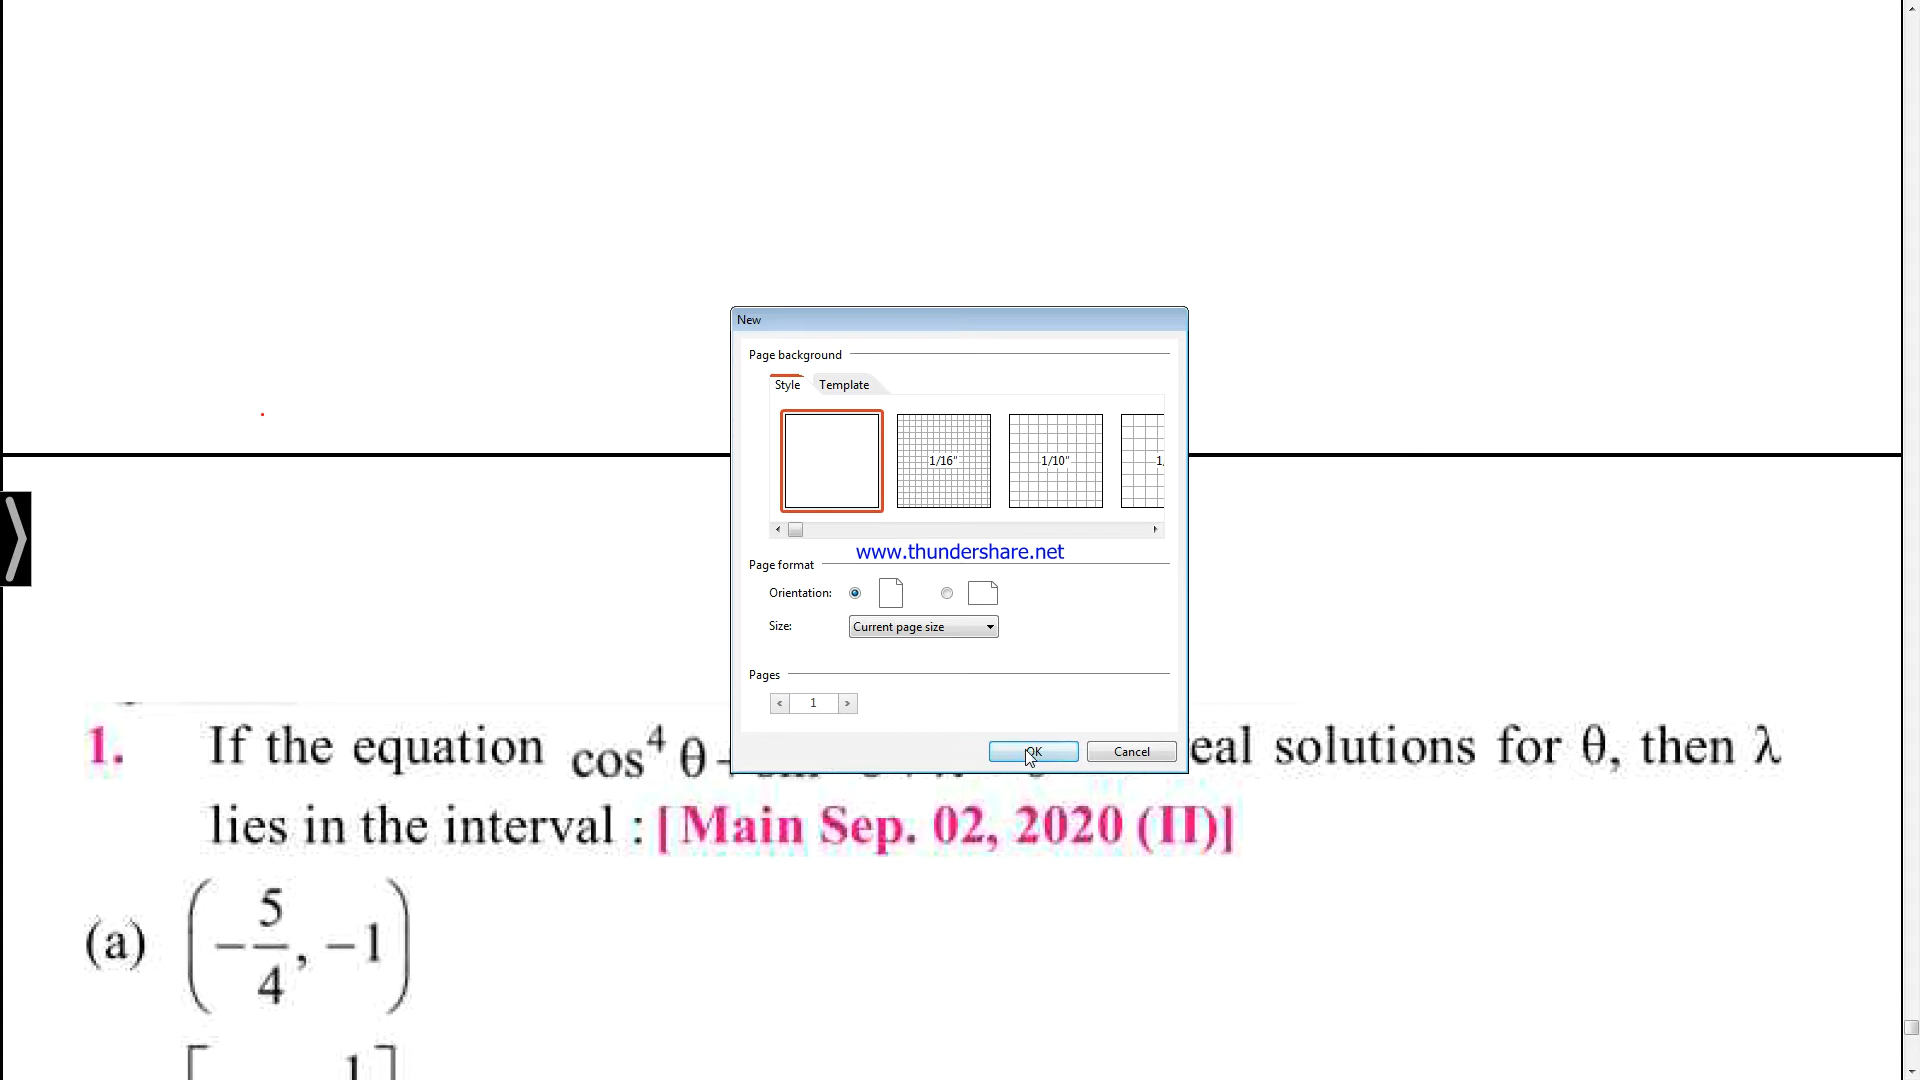 New
Page background
Style Template
1/16" 1/10" 1
www.thundershare.net
Page format
Orientation:
Size: Current page size
Pages
< 1 >
OK Cancel
1. If the equation cos⁴ θ eal solutions for θ, then λ
lies in the interval : [Main Sep. 02, 2020 (II)]
(a) (-5/4, -1)
1